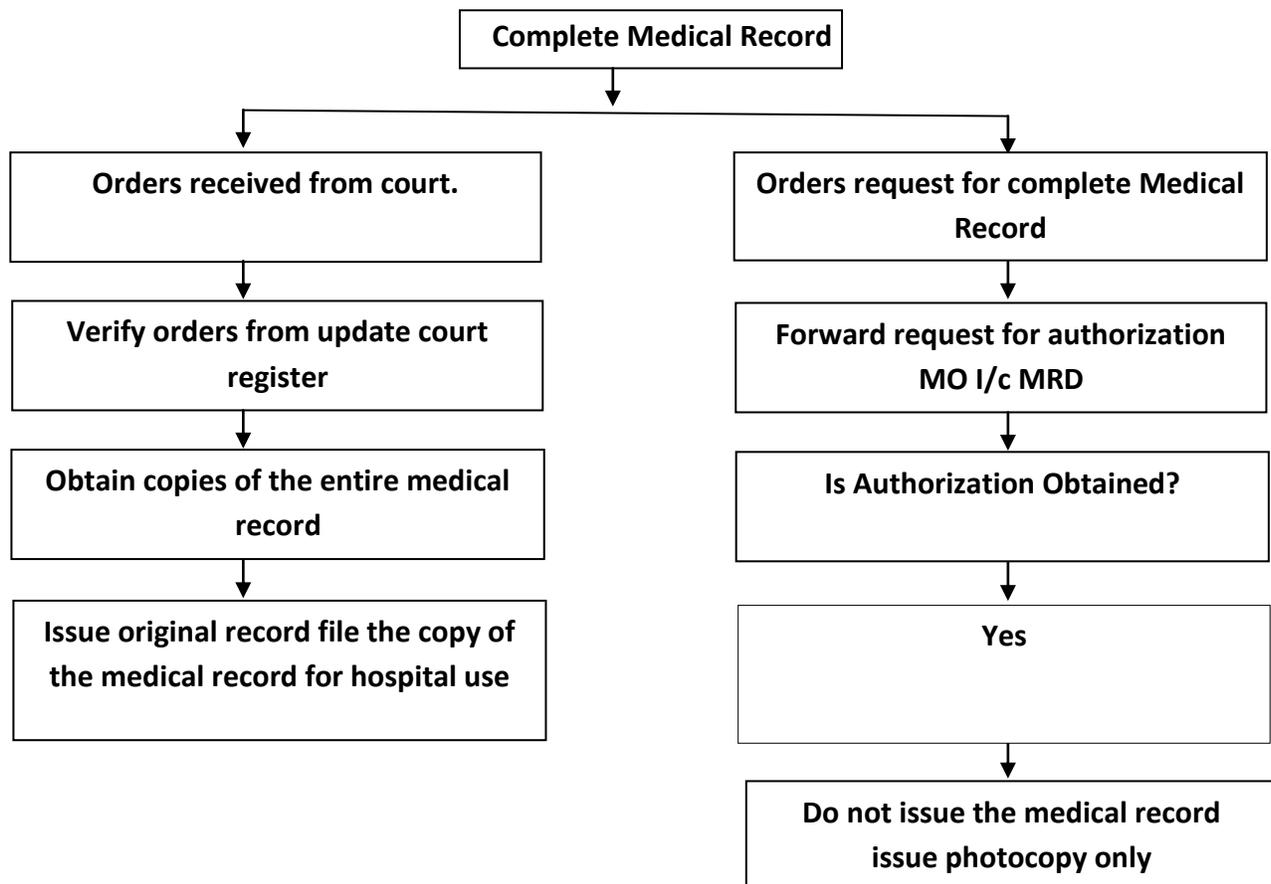 Complete Medical Record
Orders received from court.
Verify orders from update court
register
Obtain copies of the entire medical
record
Issue original record file the copy of
the medical record for hospital use
Orders request for complete Medical
Record
Forward request for authorization
MO I/c MRD
Is Authorization Obtained?
Yes
Do not issue the medical record
issue photocopy only